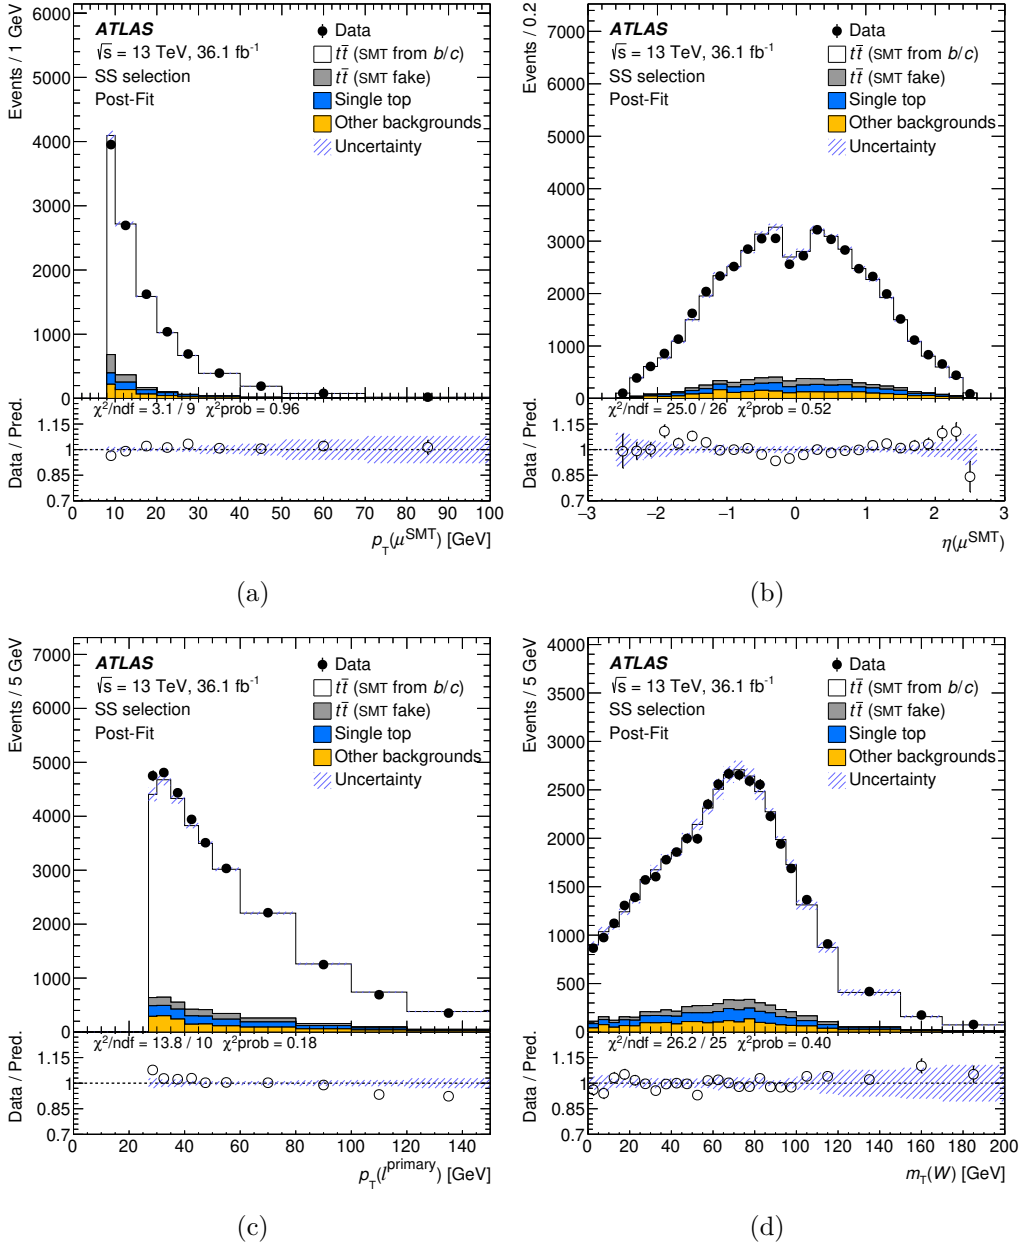 Events / 1 GeV
6000
5000
4000
3000
2000
1000
0
ATLAS
√s = 13 TeV, 36.1 fb⁻¹
SS selection
Post-Fit
Data
tt̄ (SMT from b/c)
tt̄ (SMT fake)
Single top
Other backgrounds
Uncertainty
χ²/ndf = 3.1 / 9 χ²prob = 0.96
Data / Pred.
1.15
1
0.85
0.7
0 10 20 30 40 50 60 70 80 90 100
p_T(μ^SMT) [GeV]
(a)
Events / 0.2
7000
6000
5000
4000
3000
2000
1000
0
ATLAS
√s = 13 TeV, 36.1 fb⁻¹
SS selection
Post-Fit
Data
tt̄ (SMT from b/c)
tt̄ (SMT fake)
Single top
Other backgrounds
Uncertainty
χ²/ndf = 25.0 / 26 χ²prob = 0.52
Data / Pred.
1.15
1
0.85
0.7
−3 −2 −1 0 1 2 3
η(μ^SMT)
(b)
Events / 5 GeV
7000
6000
5000
4000
3000
2000
1000
0
ATLAS
√s = 13 TeV, 36.1 fb⁻¹
SS selection
Post-Fit
Data
tt̄ (SMT from b/c)
tt̄ (SMT fake)
Single top
Other backgrounds
Uncertainty
χ²/ndf = 13.8 / 10 χ²prob = 0.18
Data / Pred.
1.15
1
0.85
0.7
0 20 40 60 80 100 120 140
p_T(l^primary) [GeV]
(c)
Events / 5 GeV
4000
3500
3000
2500
2000
1500
1000
500
0
ATLAS
√s = 13 TeV, 36.1 fb⁻¹
SS selection
Post-Fit
Data
tt̄ (SMT from b/c)
tt̄ (SMT fake)
Single top
Other backgrounds
Uncertainty
χ²/ndf = 26.2 / 25 χ²prob = 0.40
Data / Pred.
1.15
1
0.85
0.7
0 20 40 60 80 100 120 140 160 180 200
m_T(W) [GeV]
(d)